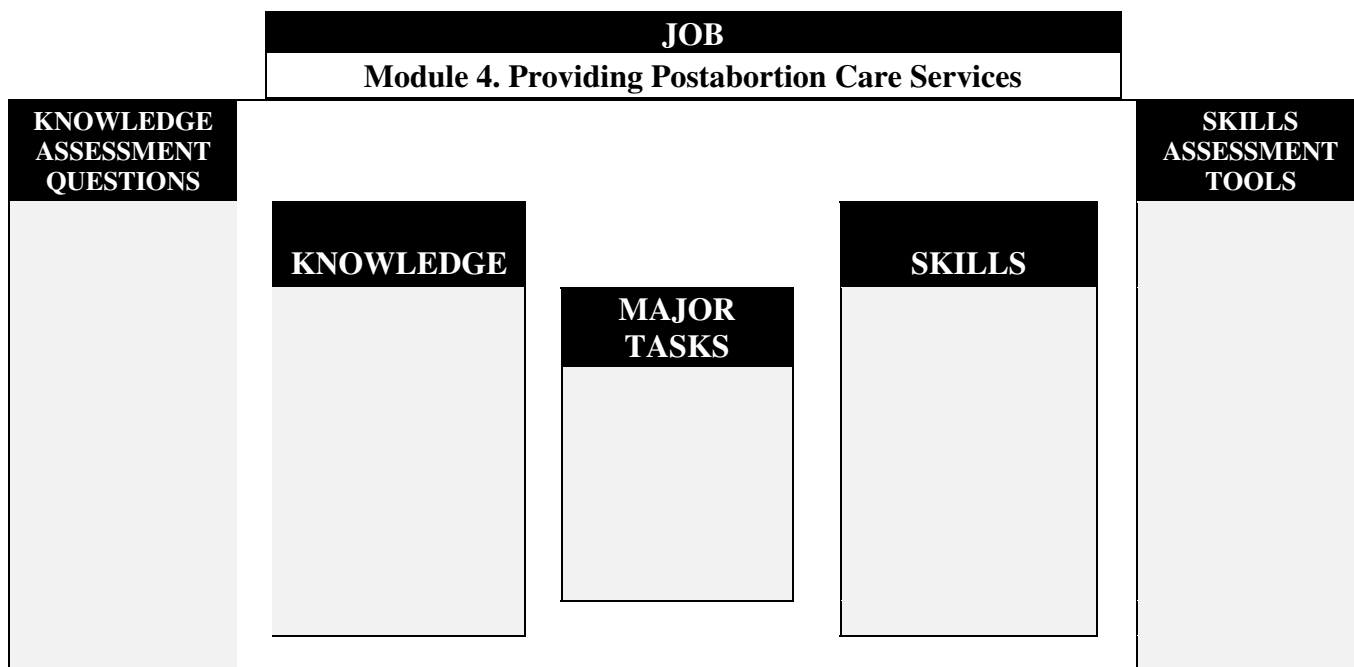 JOB
Module 4. Providing Postabortion Care Services
KNOWLEDGE
ASSESSMENT
QUESTIONS
SKILLS
ASSESSMENT
TOOLS
KNOWLEDGE
SKILLS
MAJOR
TASKS